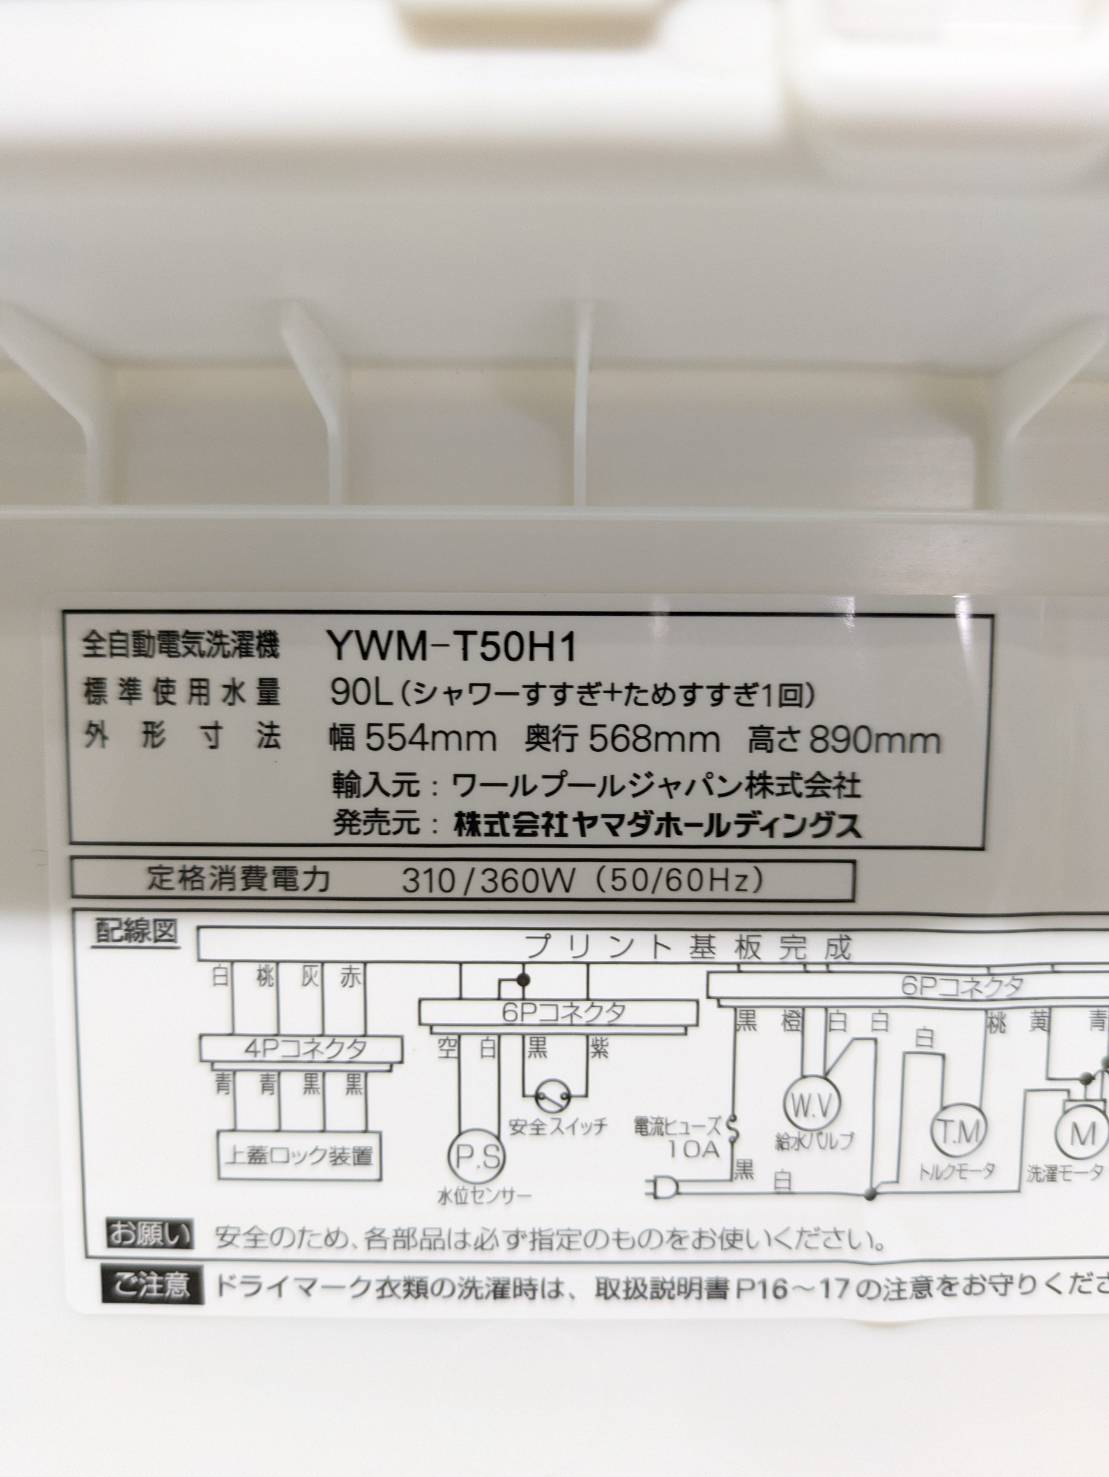 全自動電気洗濯機 YWM-T50H1
標準使用水量 90L(シャワーすすぎ+ためすすぎ1回)
外形寸法 幅554mm 奥行568mm 高さ890mm
輸入元:ワールプールジャパン株式会社
発売元:株式会社ヤマダホールディングス
定格消費電力 310/360W(50/60Hz)
配線図
プリント基板完成
白 桃 灰 赤
4Pコネクタ
青 青 黒 黒
上蓋ロック装置
6Pコネクタ
空 白 黒 紫
安全スイッチ
P.S
水位センサー
6Pコネクタ
黒 橙 白 白 白 桃 黄 青
電流ヒューズ
10A
黒 白
W.V
給水バルブ
T.M
トルクモータ
M
洗濯モータ
お願い 安全のため、各部品は必ず指定のものをお使いください。
ご注意 ドライマーク衣類の洗濯時は、取扱説明書P16~17の注意をお守りくださ